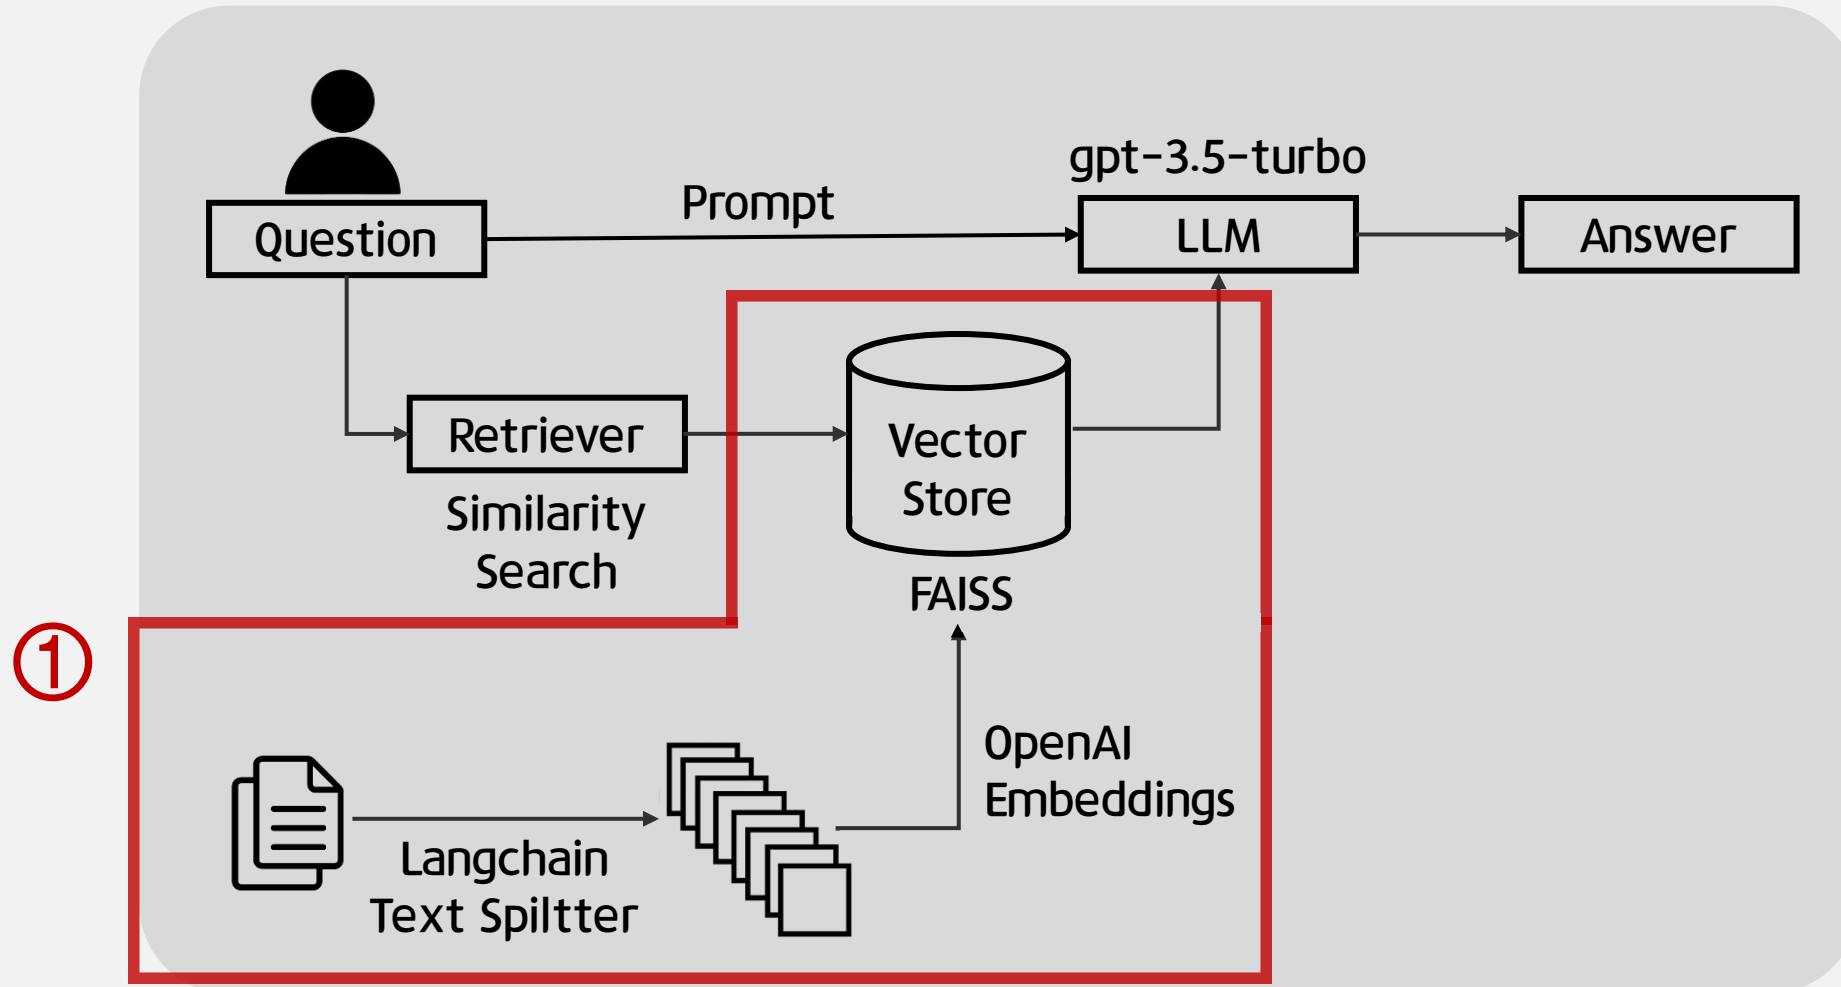 gpt-3.5-turbo
Prompt
Question
LLM
Answer
Retriever
Similarity
Search
Vector
Store
FAISS
①
OpenAI
Embeddings
Langchain
Text Spiltter